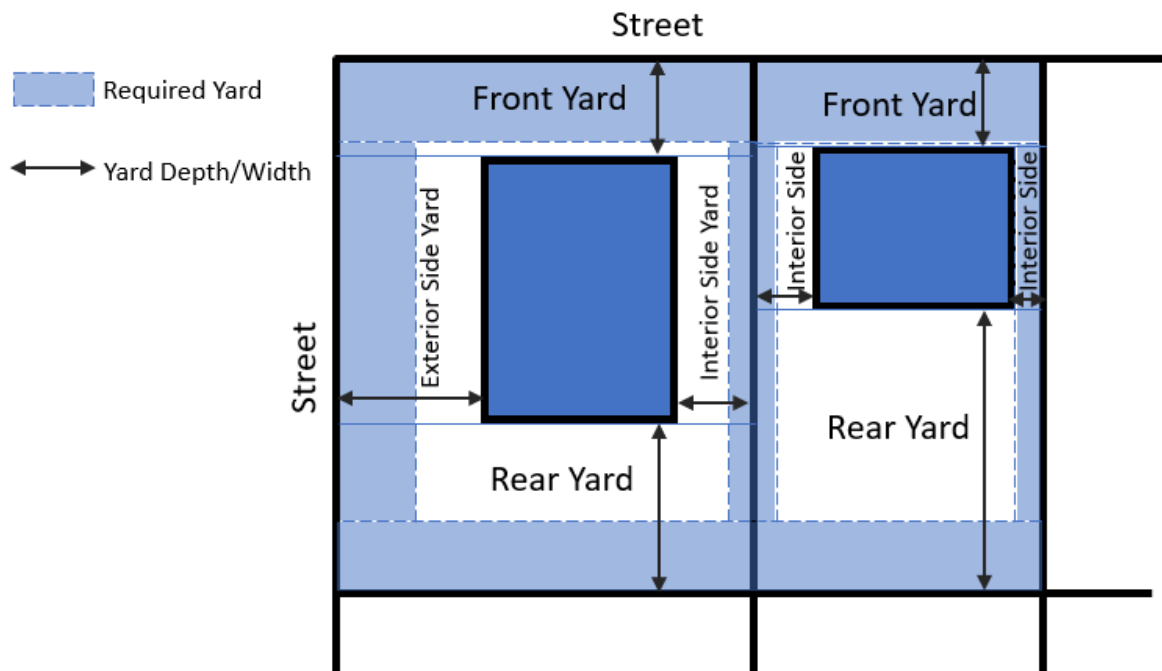 Street
Required Yard
Front Yard
Front Yard
Yard Depth/Width
Exterior Side Yard
Interior Side Yard
Interior Side
Interior Side
Street
Rear Yard
Rear Yard